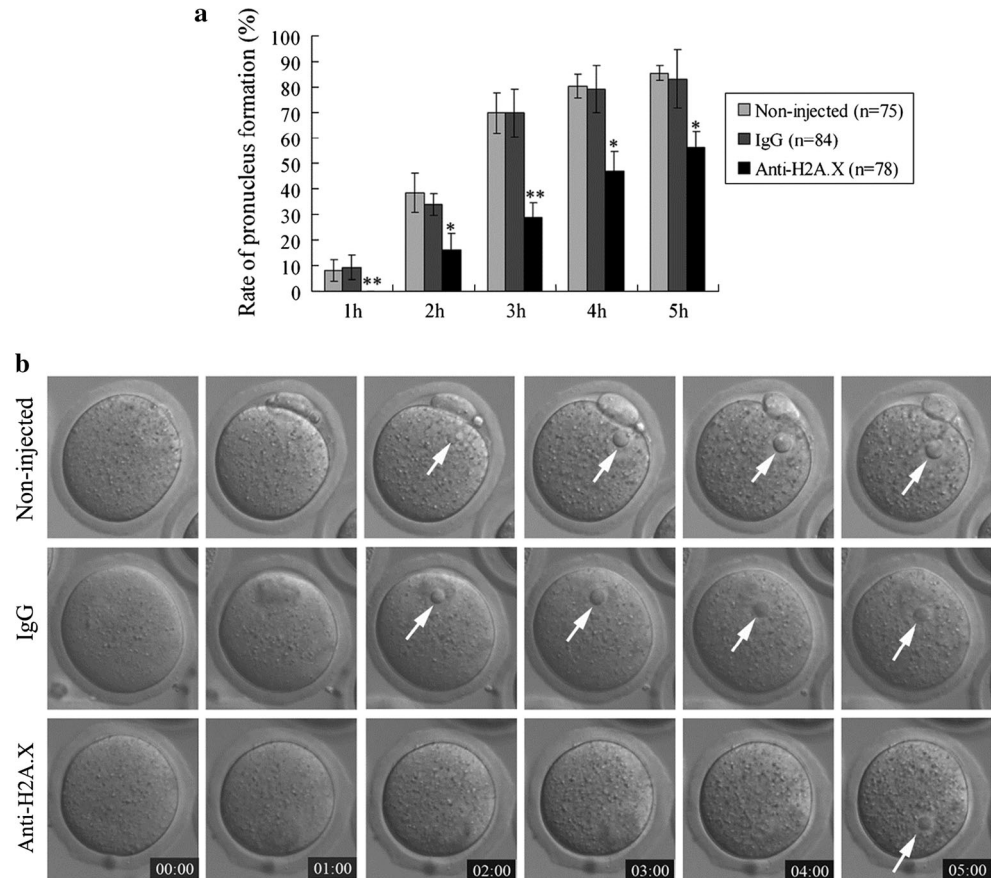 a
Rate of pronucleus formation (%)
100
90
80
70
60
50
40
30
20
10
0
**
*
**
*
*
1h
2h
3h
4h
5h
Non-injected (n=75)
IgG (n=84)
Anti-H2A.X (n=78)
b
Non-injected
IgG
Anti-H2A.X
00:00
01:00
02:00
03:00
04:00
05:00